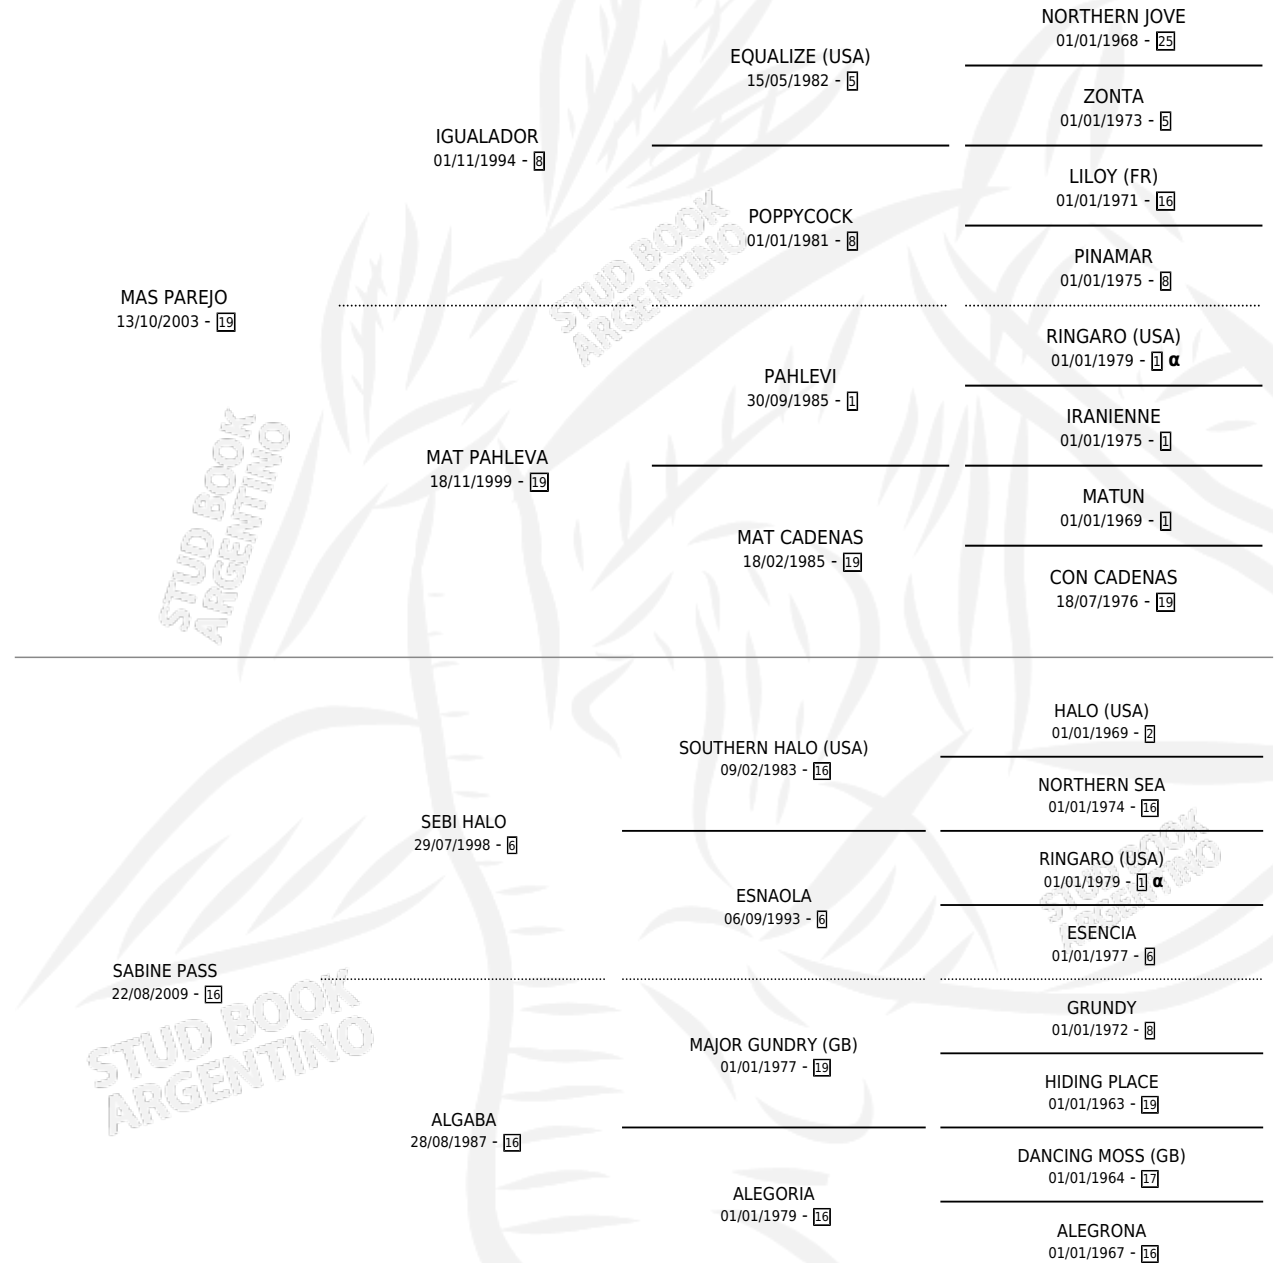 NORTHERN JOVE
01/01/1968 - 25
EQUALIZE (USA)
15/05/1982 - 5
ZONTA
01/01/1973 - 5
IGUALADOR
01/11/1994 - 8
LILOY (FR)
01/01/1971 - 16
POPPYCOCK
01/01/1981 - 8
PINAMAR
01/01/1975 - 8
MAS PAREJO
13/10/2003 - 19
RINGARO (USA)
01/01/1979 - 1 α
PAHLEVI
30/09/1985 - 1
IRANIENNE
01/01/1975 - 1
MAT PAHLEVA
18/11/1999 - 19
MATUN
01/01/1969 - 1
MAT CADENAS
18/02/1985 - 19
CON CADENAS
18/07/1976 - 19
HALO (USA)
01/01/1969 - 2
SOUTHERN HALO (USA)
09/02/1983 - 16
NORTHERN SEA
01/01/1974 - 16
SEBI HALO
29/07/1998 - 6
RINGARO (USA)
01/01/1979 - 1 α
ESNAOLA
06/09/1993 - 6
ESENCIA
01/01/1977 - 6
SABINE PASS
22/08/2009 - 16
GRUNDY
01/01/1972 - 8
MAJOR GUNDRY (GB)
01/01/1977 - 19
HIDING PLACE
01/01/1963 - 19
ALGABA
28/08/1987 - 16
DANCING MOSS (GB)
01/01/1964 - 17
ALEGORIA
01/01/1979 - 16
ALEGRONA
01/01/1967 - 16
STUD BOOK
ARGENTINO
STUD BOOK
ARGENTINO
STUD BOOK
ARGENTINO
STUD BOOK
ARGENTINO